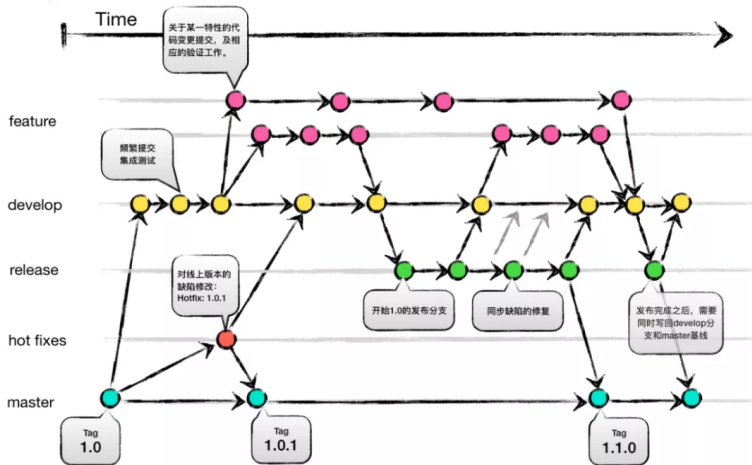 Time
关于某一特性的代
码变更提交，及相
应的验证工作。
feature
频繁提交
集成测试
develop
release
对线上版本的
缺陷修改：
Hotfix: 1.0.1
开始1.0的发布分支
同步缺陷的修复
发布完成之后，需要
同时写回develop分
支和master基线
hot fixes
master
Tag
1.0
Tag
1.0.1
Tag
1.1.0